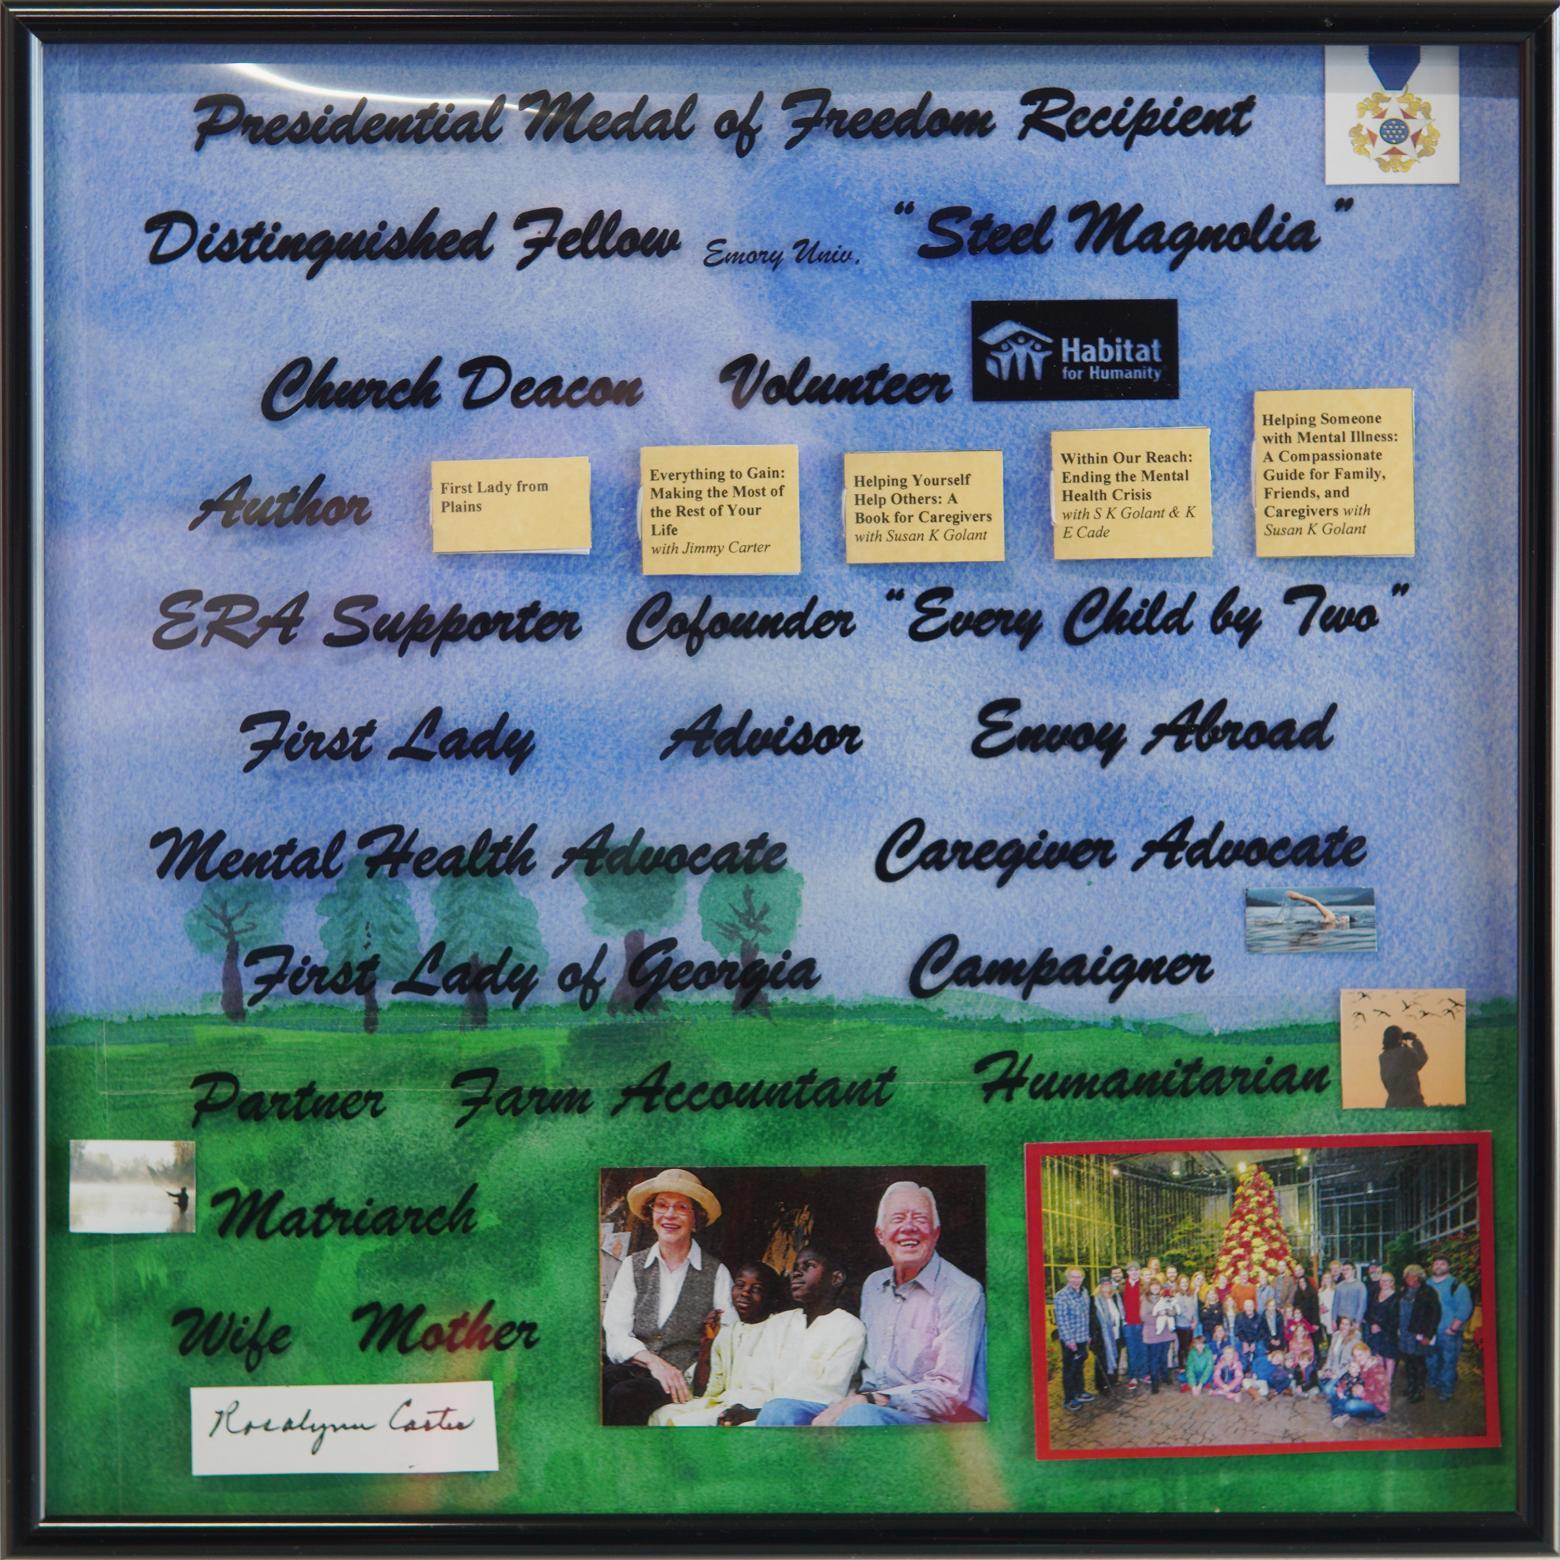 Presidential Medal of Freedom Recipient
Distinguished Fellow Emory Univ. "Steel Magnolia"
Church Deacon Volunteer Habitat for Humanity
Author
First Lady from
Plains
Everything to Gain:
Making the Most of
the Rest of Your
Life
with Jimmy Carter
Helping Yourself
Help Others: A
Book for Caregivers
with Susan K Golant
Within Our Reach:
Ending the Mental
Health Crisis
with S K Golant & K
E Cade
Helping Someone
with Mental Illness:
A Compassionate
Guide for Family,
Friends, and
Caregivers with
Susan K Golant
ERA Supporter Cofounder "Every Child by Two"
First Lady Advisor Envoy Abroad
Mental Health Advocate Caregiver Advocate
First Lady of Georgia Campaigner
Partner Farm Accountant Humanitarian
Matriarch
Wife Mother
Rosalynn Carter